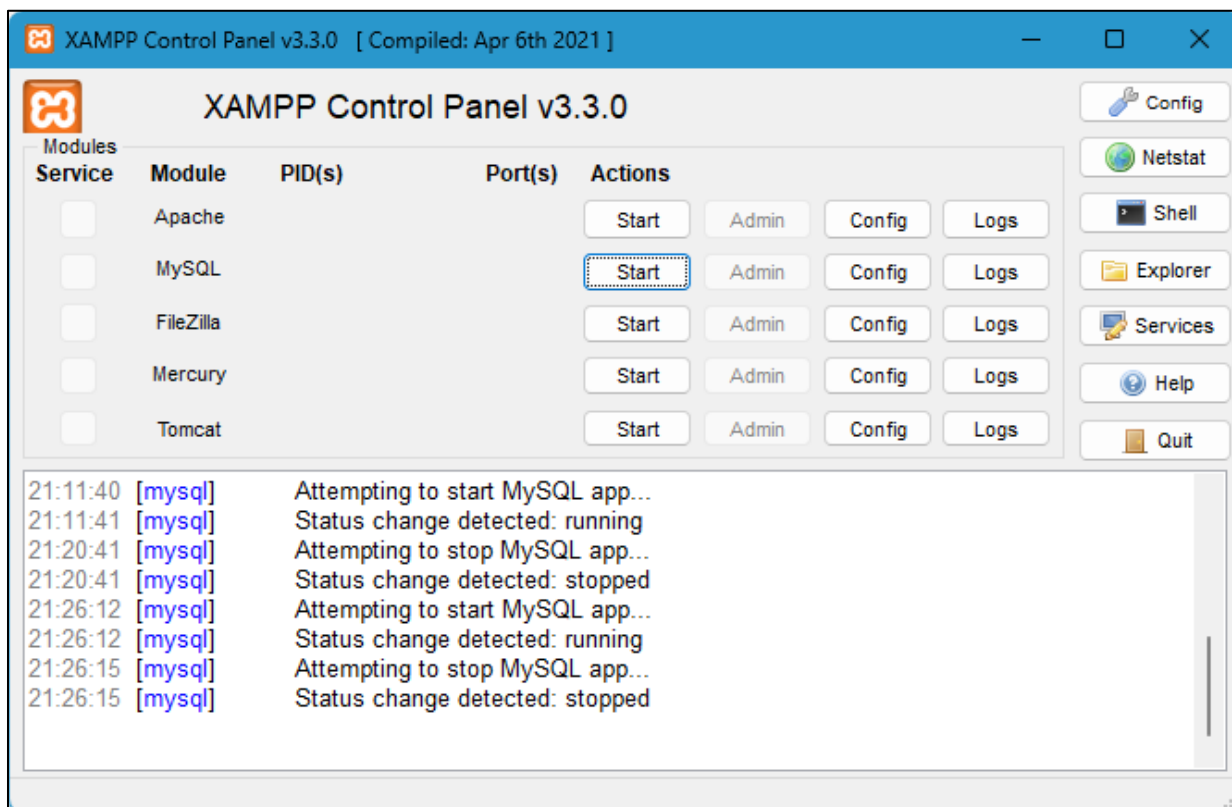 XAMPP Control Panel v3.3.0 [ Compiled: Apr 6th 2021 ]
XAMPP Control Panel v3.3.0
Config
Modules
Netstat
Service Module PID(s) Port(s) Actions
Apache Start Admin Config Logs
Shell
MySQL Start Admin Config Logs
Explorer
FileZilla Start Admin Config Logs
Services
Mercury Start Admin Config Logs
Help
Tomcat Start Admin Config Logs
Quit
21:11:40 [mysql] Attempting to start MySQL app...
21:11:41 [mysql] Status change detected: running
21:20:41 [mysql] Attempting to stop MySQL app...
21:20:41 [mysql] Status change detected: stopped
21:26:12 [mysql] Attempting to start MySQL app...
21:26:12 [mysql] Status change detected: running
21:26:15 [mysql] Attempting to stop MySQL app...
21:26:15 [mysql] Status change detected: stopped